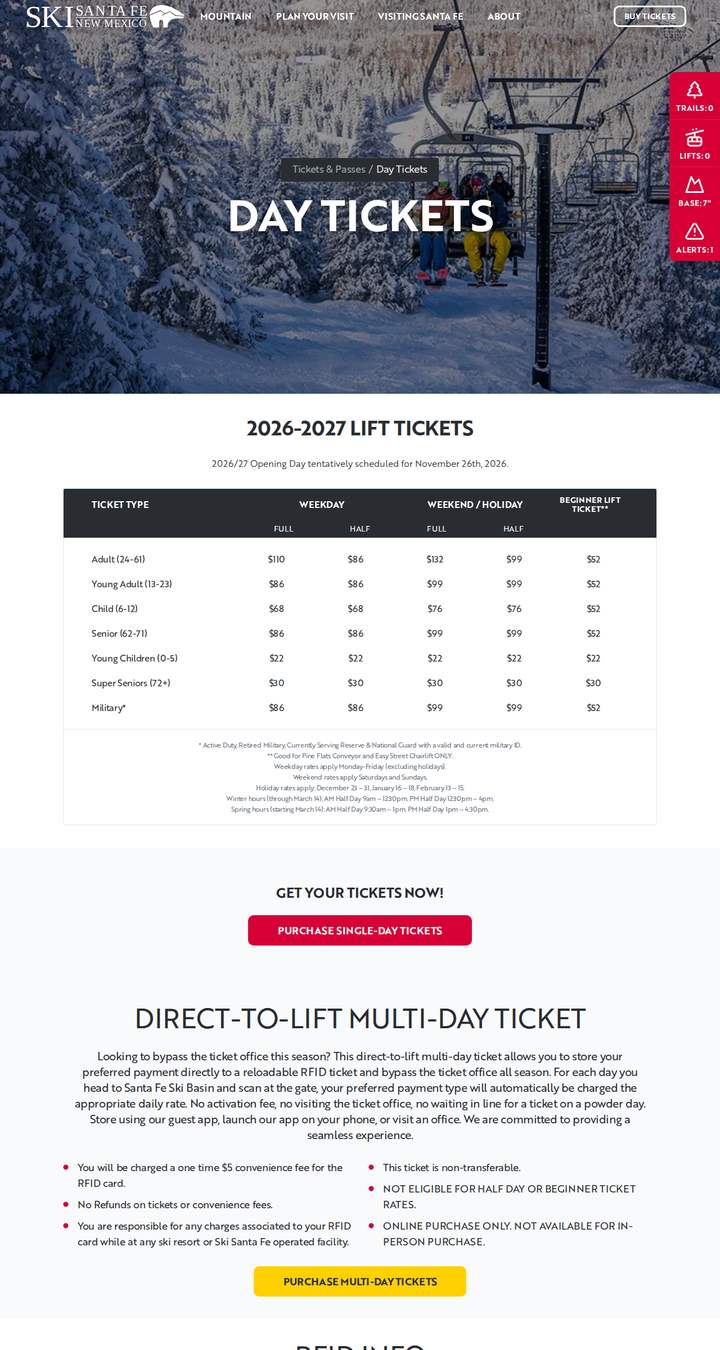 SKI SANTA FE NEW MEXICO
MOUNTAIN PLAN YOUR VISIT VISITING SANTA FE ABOUT BUY TICKETS
TRAILS: 0
LIFTS: 0
BASE: 7"
ALERTS: 1
Tickets & Passes / Day Tickets
DAY TICKETS
2026-2027 LIFT TICKETS
2026/27 Opening Day tentatively scheduled for November 26th, 2026.
TICKET TYPE WEEKDAY WEEKEND / HOLIDAY BEGINNER LIFT TICKET**
FULL HALF FULL HALF
Adult (24-61) $110 $86 $132 $99 $52
Young Adult (13-23) $86 $86 $99 $99 $52
Child (6-12) $68 $68 $76 $76 $52
Senior (62-71) $86 $86 $99 $99 $52
Young Children (0-5) $22 $22 $22 $22 $22
Super Seniors (72+) $30 $30 $30 $30 $30
Military* $86 $86 $99 $99 $52
* Active Duty, Retired Military, Currently Serving Reserve & National Guard with a valid and current military ID.
** Good for Pine Flats Conveyor and Easy Street Chairlift ONLY.
Weekday rates apply Monday-Friday (excluding holidays).
Weekend rates apply Saturdays and Sundays.
Holiday rates apply: December 23 – 31, January 16 – 18, February 13 – 15.
Winter hours (through March 14): AM Half Day 9am – 12:30pm, PM Half Day 12:30pm – 4pm.
Spring hours (starting March 14): AM Half Day 9:30am – 1pm, PM Half Day 1pm – 4:30pm.
GET YOUR TICKETS NOW!
PURCHASE SINGLE-DAY TICKETS
DIRECT-TO-LIFT MULTI-DAY TICKET
Looking to bypass the ticket office this season? This direct-to-lift multi-day ticket allows you to store your
preferred payment directly to a reloadable RFID ticket and bypass the ticket office all season. For each day you
head to Santa Fe Ski Basin and scan at the gate, your preferred payment type will automatically be charged the
appropriate daily rate. No activation fee, no visiting the ticket office, no waiting in line for a ticket on a powder day.
Store using our guest app, launch our app on your phone, or visit an office. We are committed to providing a
seamless experience.
You will be charged a one time $5 convenience fee for the
RFID card.
No Refunds on tickets or convenience fees.
You are responsible for any charges associated to your RFID
card while at any ski resort or Ski Santa Fe operated facility.
This ticket is non-transferable.
NOT ELIGIBLE FOR HALF DAY OR BEGINNER TICKET
RATES.
ONLINE PURCHASE ONLY. NOT AVAILABLE FOR IN-
PERSON PURCHASE.
PURCHASE MULTI-DAY TICKETS
RFID INFO